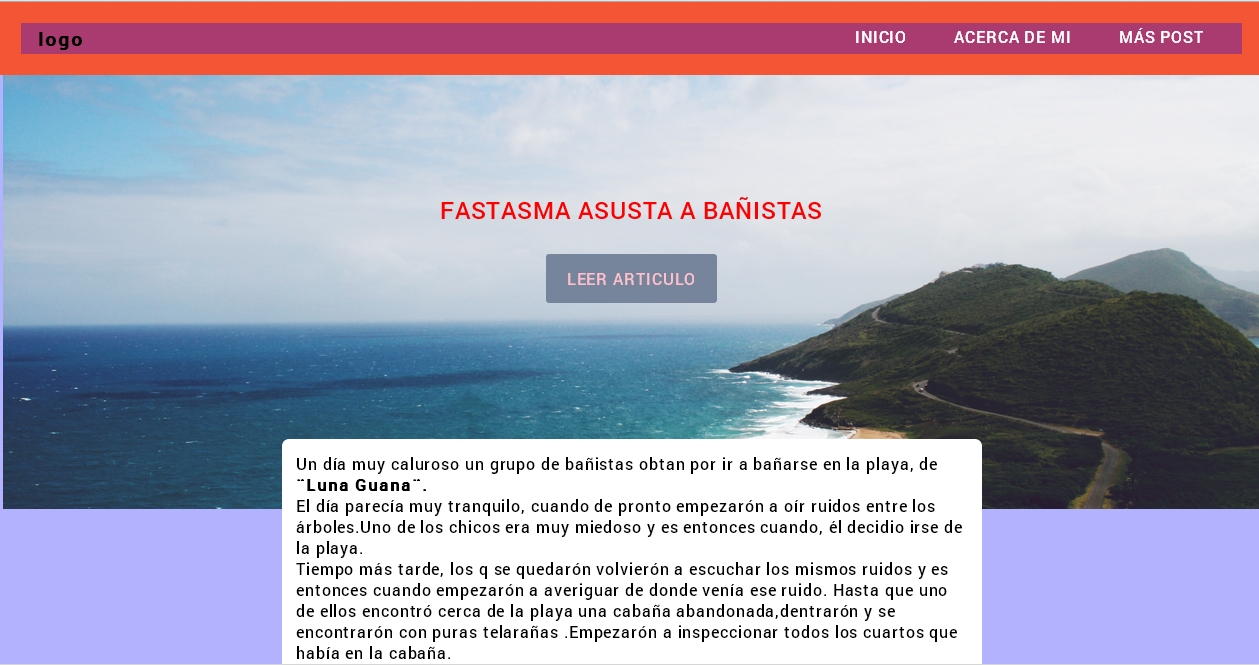 logo
INICIO ACERCA DE MI MÁS POST
FASTASMA ASUSTA A BAÑISTAS
LEER ARTICULO
Un día muy caluroso un grupo de bañistas obtan por ir a bañarse en la playa, de
¨Luna Guana¨.
El día parecía muy tranquilo, cuando de pronto empezarón a oír ruidos entre los
árboles.Uno de los chicos era muy miedoso y es entonces cuando, él decidio irse de
la playa.
Tiempo más tarde, los q se quedarón volvierón a escuchar los mismos ruidos y es
entonces cuando empezarón a averiguar de donde venía ese ruido. Hasta que uno
de ellos encontró cerca de la playa una cabaña abandonada,dentrarón y se
encontrarón con puras telarañas .Empezarón a inspeccionar todos los cuartos que
había en la cabaña.